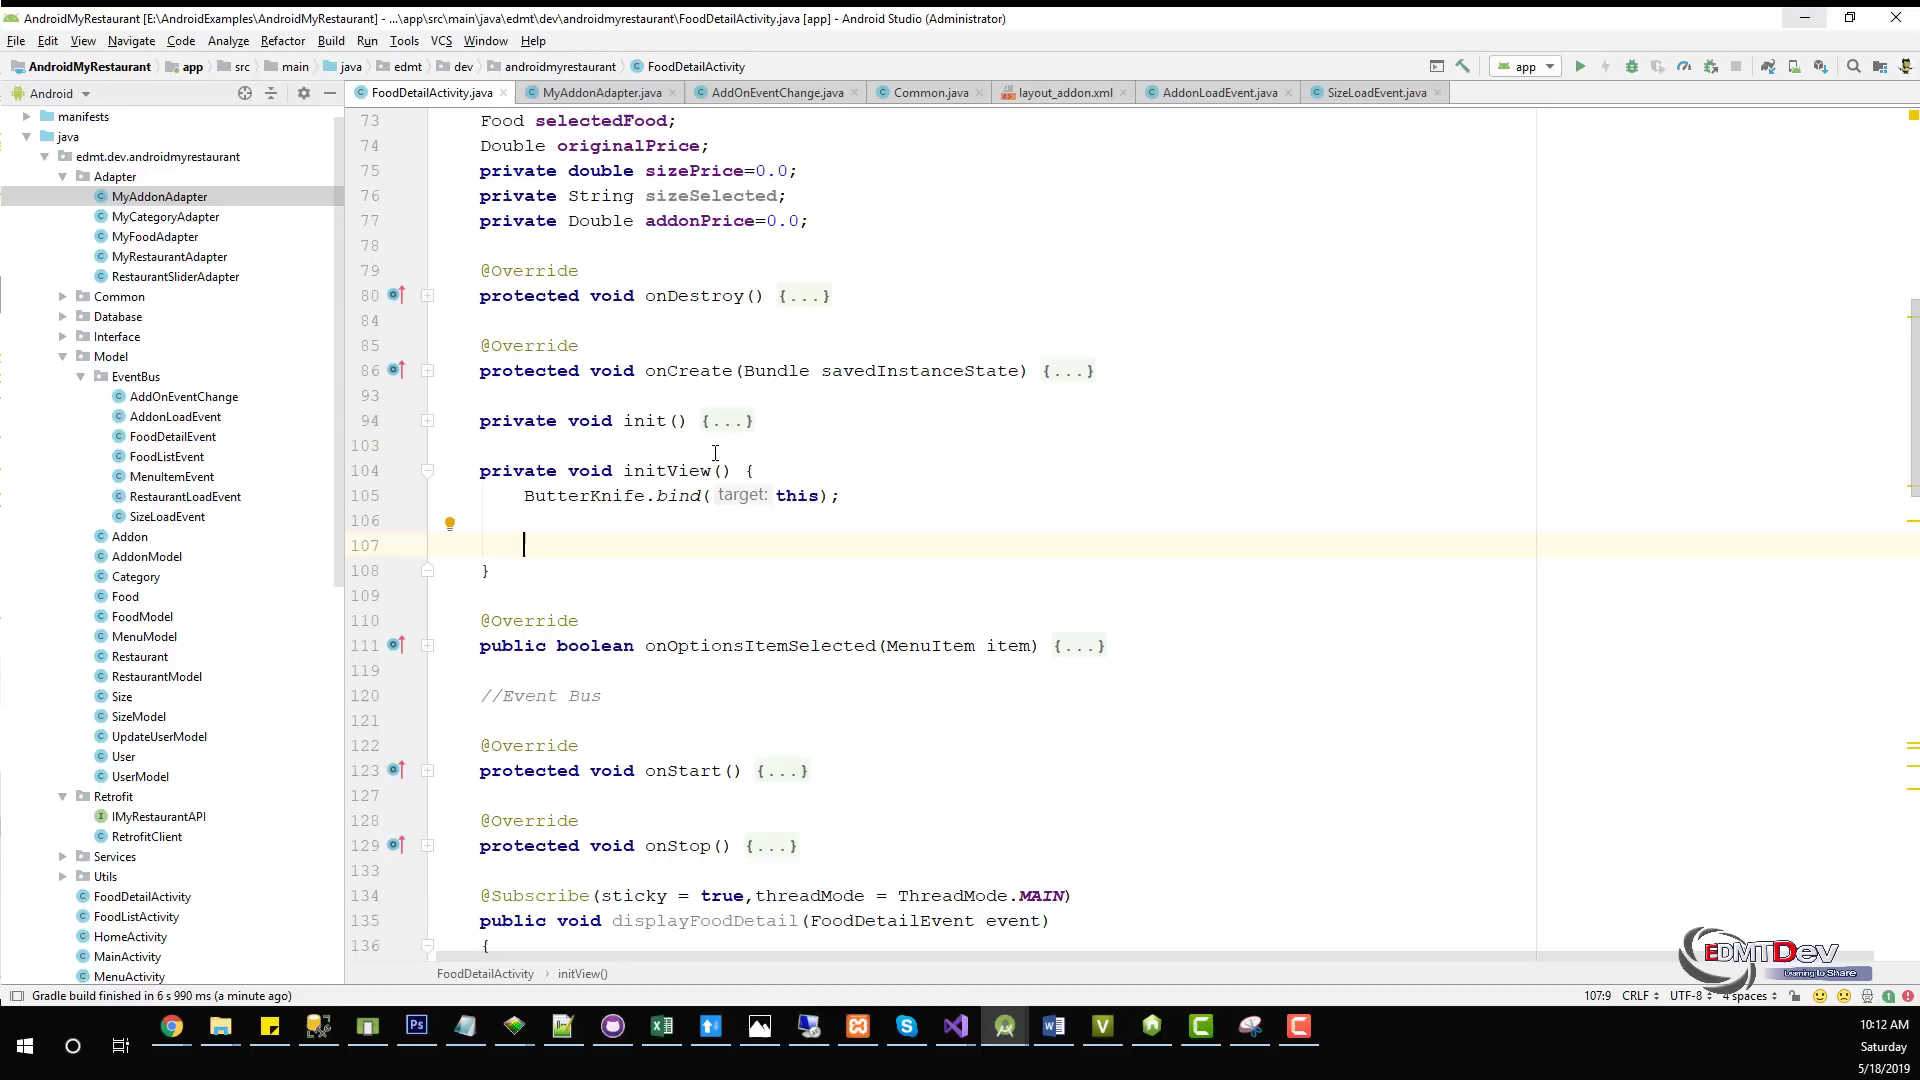 AndroidMyRestaurant [E:\AndroidExamples\AndroidMyRestaurant] - ...\app\src\main\java\edmt\dev\androidmyrestaurant\FoodDetailActivity.java [app] - Android Studio (Administrator)
File Edit View Navigate Code Analyze Refactor Build Run Tools VCS Window Help
AndroidMyRestaurant app src main java edmt dev androidmyrestaurant FoodDetailActivity app
Android FoodDetailActivity.java MyAddonAdapter.java AddOnEventChange.java Common.java layout_addon.xml AddonLoadEvent.java SizeLoadEvent.java
manifests
java
edmt.dev.androidmyrestaurant
Adapter
MyAddonAdapter
MyCategoryAdapter
MyFoodAdapter
MyRestaurantAdapter
RestaurantSliderAdapter
Common
Database
Interface
Model
EventBus
AddOnEventChange
AddonLoadEvent
FoodDetailEvent
FoodListEvent
MenuItemEvent
RestaurantLoadEvent
SizeLoadEvent
Addon
AddonModel
Category
Food
FoodModel
MenuModel
Restaurant
RestaurantModel
Size
SizeModel
UpdateUserModel
User
UserModel
Retrofit
IMyRestaurantAPI
RetrofitClient
Services
Utils
FoodDetailActivity
FoodListActivity
HomeActivity
MainActivity
MenuActivity
73 Food selectedFood;
74 Double originalPrice;
75 private double sizePrice=0.0;
76 private String sizeSelected;
77 private Double addonPrice=0.0;
78
79 @Override
80 protected void onDestroy() {...}
84
85 @Override
86 protected void onCreate(Bundle savedInstanceState) {...}
93
94 private void init() {...}
103
104 private void initView() {
105 ButterKnife.bind( target: this);
106
107
108 }
109
110 @Override
111 public boolean onOptionsItemSelected(MenuItem item) {...}
119
120 //Event Bus
121
122 @Override
123 protected void onStart() {...}
127
128 @Override
129 protected void onStop() {...}
133
134 @Subscribe(sticky = true,threadMode = ThreadMode.MAIN)
135 public void displayFoodDetail(FoodDetailEvent event)
136 {
FoodDetailActivity › initView()
EDMTDev
Learning to Share
Gradle build finished in 6 s 990 ms (a minute ago) 107:9 CRLF UTF-8 4 spaces
10:12 AM
Saturday
5/18/2019